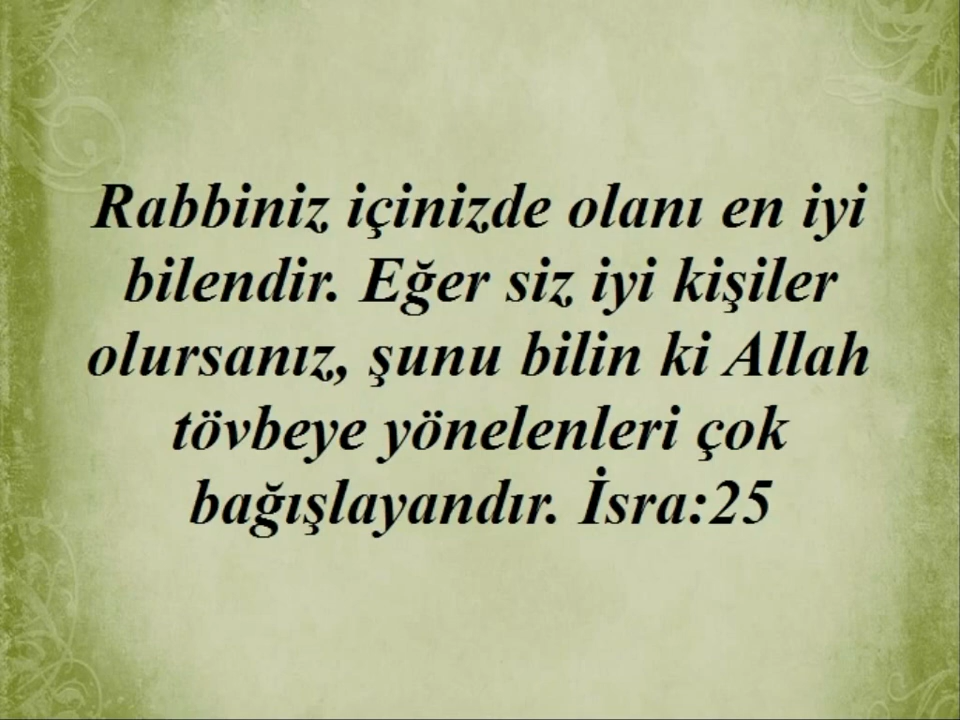 Rabbiniz içinizde olanı en iyi
bilendir. Eğer siz iyi kişiler
olursanız, şunu bilin ki Allah
tövbeye yönelenleri çok
bağışlayandır. İsra:25